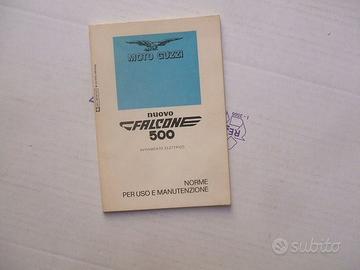 MOTO GUZZI
nuovo
FALCONE
500
AVVIAMENTO ELETTRICO
NORME
PER USO E MANUTENZIONE
subito